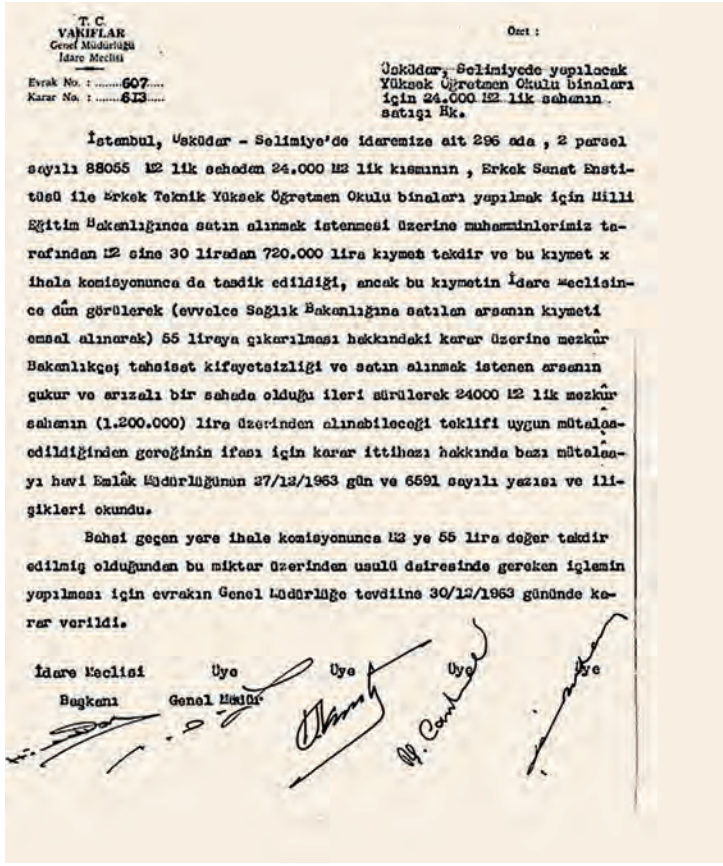 T. C.
VAKIFLAR
Genel Müdürlüğü
İdare Meclisi
Evrak No. : ........607.....
Karar No. : .......613.....
Özet :
Üsküdar, Selimiyede yapılacak
Yüksek Öğretmen Okulu binaları
için 24.000 M2 lik sahanın .
satışı Hk.
İstanbul, Üsküdar - Selimiye'de idaremize ait 296 ada , 2 parsel
sayılı 88055 M2 lik sahadan 24.000 M2 lik kısmının , Erkek Sanat Ensti-
tüsü ile Erkek Teknik Yüksek Öğretmen Okulu binaları yapılmak için Milli
Eğitim Bakanlığınca satın alınmak istenmesi üzerine muhamminlerimiz ta-
rafından M2 sine 30 liradan 720.000 lira kıymet takdir ve bu kıymet x
ihale komisyonunca da tasdik edildiği, ancak bu kıymetin İdare Meclisin-
ce dûn görülerek (evvelce Sağlık Bakanlığına satılan arsanın kıymeti
emsal alınarak) 55 liraya çıkarılması hakkındaki karar üzerine mezkûr
Bakanlıkça; tahsisat kifayetsizliği ve satın alınmak istenen arsanın
çukur ve arızalı bir sahada olduğu ileri sürülerek 24000 M2 lik mezkûr
sahanın (1.200.000) lira üzerinden alınabileceği teklifi uygun mütalâa-
edildiğinden gereğinin ifası için karar ittihazı hakkında bazı mütalâa-
yı havi Emlâk Müdürlüğünün 27/12/1963 gün ve 6591 sayılı yazısı ve ili-
şikleri okundu.
Bahsi geçen yere ihale komisyonunca M2 ye 55 lira değer takdir
edilmiş olduğundan bu miktar üzerinden usulü dairesinde gereken işlemin
yapılması için evrakın Genel Müdürlüğe tevdiine 30/12/1963 gününde ka-
rar verildi.
İdare Meclisi Üye Üye Üye Üye
Başkanı Genel Müdür